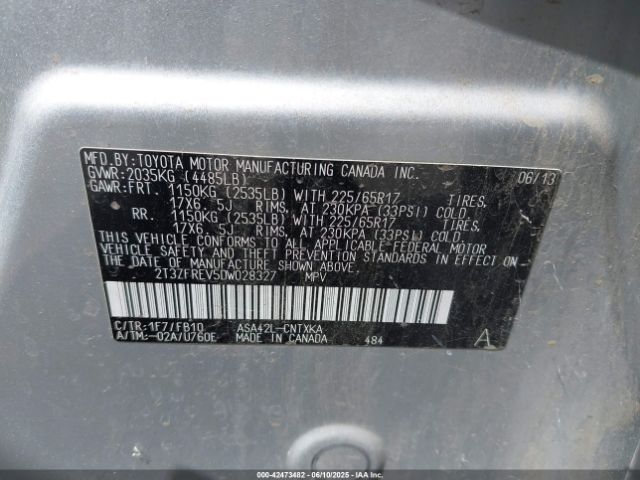 MFD.BY:TOYOTA MOTOR MANUFACTURING CANADA INC. 06/13
GVWR:2035KG (4485LB)
GAWR:FRT. 1150KG (2535LB) WITH 225/65R17 TIRES.
17X6.5J RIMS. AT 230KPA (33PSI) COLD.
RR. 1150KG (2535LB) WITH 225/65R17 TIRES.
17X6.5J RIMS. AT 230KPA (33PSI) COLD.
THIS VEHICLE CONFORMS TO ALL APPLICABLE FEDERAL MOTOR
VEHICLE SAFETY AND THEFT PREVENTION STANDARDS IN EFFECT ON
THE DATE OF MANUFACTURE SHOWN ABOVE.
2T3ZFREV5DW028327 MPV
C/TR:1F7/FB10 ASA42L-CNTXKA
A/TM:-02A/U760E MADE IN CANADA 484 A
000-42473482 06/10/2025 IAAI.COM